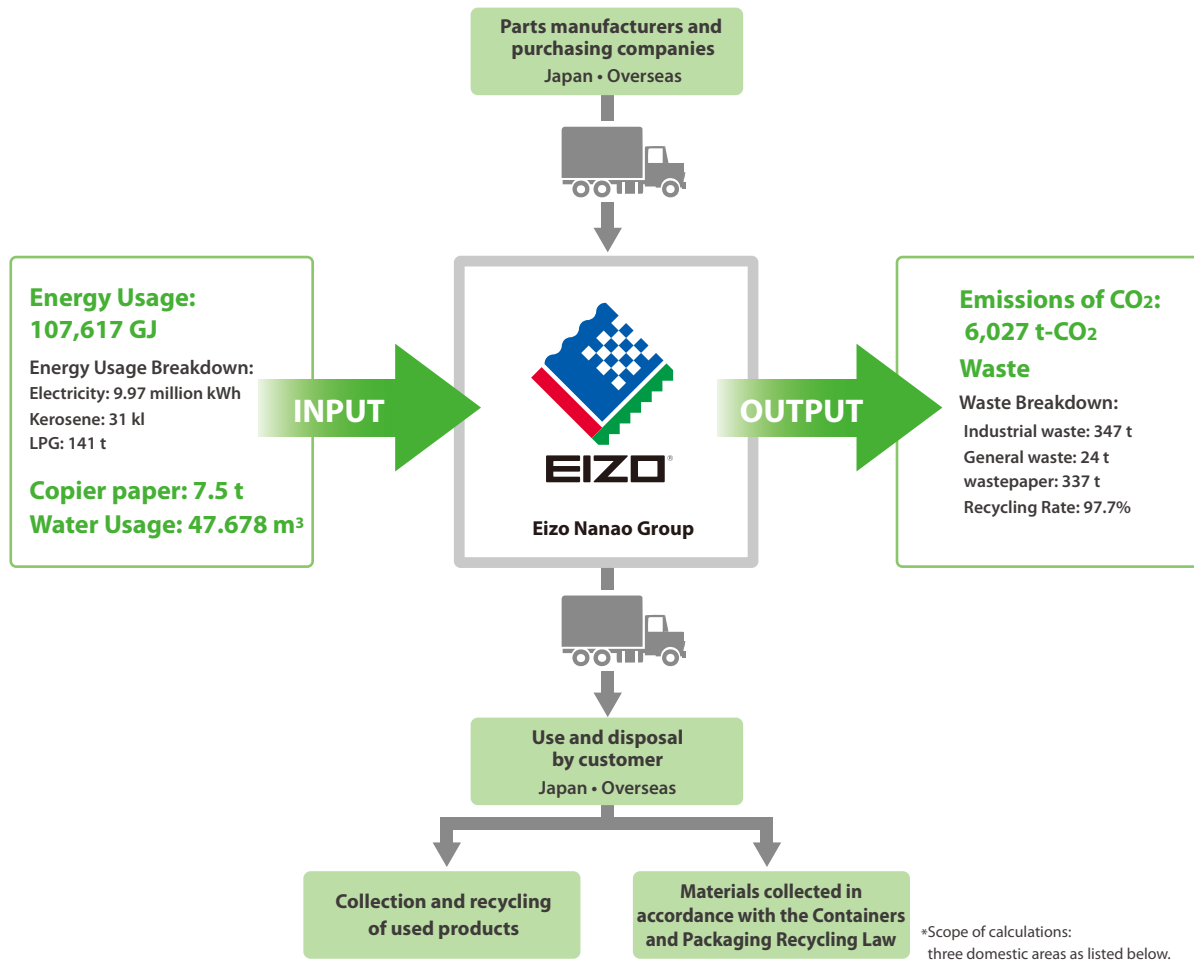 Parts manufacturers and
purchasing companies
Japan • Overseas
Energy Usage:
107,617 GJ
Energy Usage Breakdown:
Electricity: 9.97 million kWh
Kerosene: 31 kl
LPG: 141 t
Copier paper: 7.5 t
Water Usage: 47.678 m³
INPUT
EIZO®
Eizo Nanao Group
OUTPUT
Emissions of CO₂:
6,027 t-CO₂
Waste
Waste Breakdown:
Industrial waste: 347 t
General waste: 24 t
wastepaper: 337 t
Recycling Rate: 97.7%
Use and disposal
by customer
Japan • Overseas
Collection and recycling
of used products
Materials collected in
accordance with the Containers
and Packaging Recycling Law
*Scope of calculations:
three domestic areas as listed below.